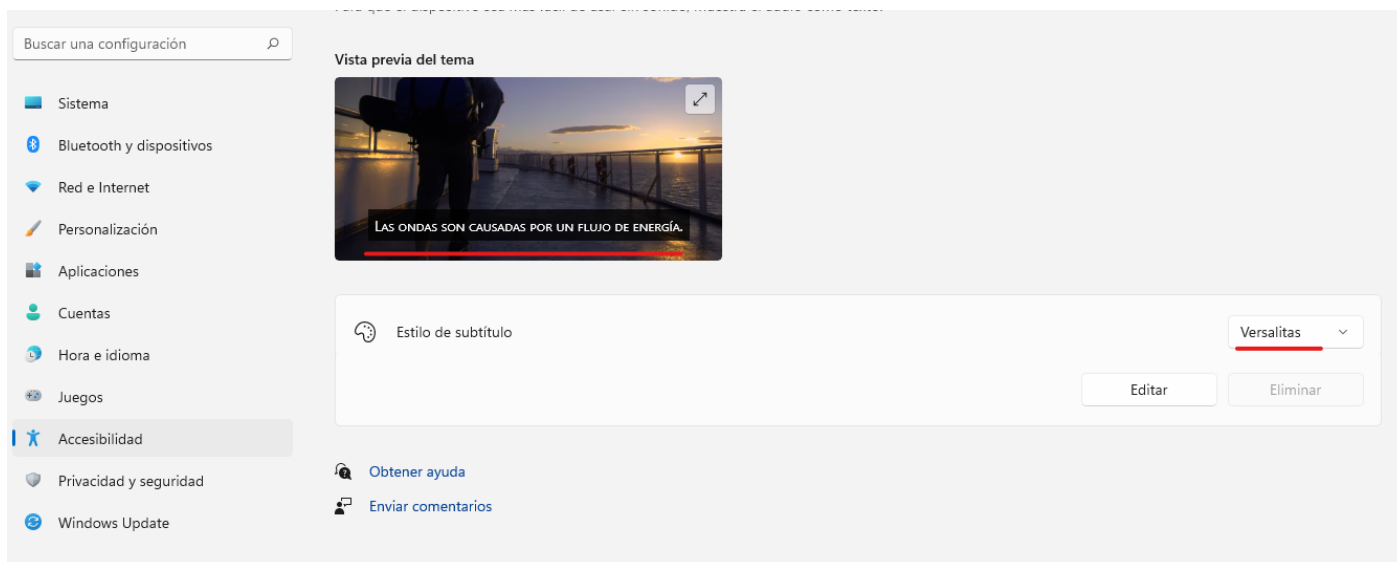 Buscar una configuración
Sistema
Bluetooth y dispositivos
Red e Internet
Personalización
Aplicaciones
Cuentas
Hora e idioma
Juegos
Accesibilidad
Privacidad y seguridad
Windows Update
Vista previa del tema
LAS ONDAS SON CAUSADAS POR UN FLUJO DE ENERGÍA.
Estilo de subtítulo
Versalitas
Editar
Eliminar
Obtener ayuda
Enviar comentarios